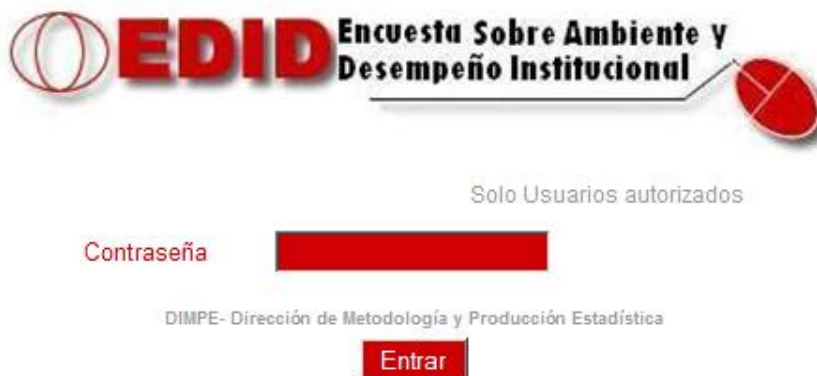 EDID Encuesta Sobre Ambiente y
Desempeño Institucional
Solo Usuarios autorizados
Contraseña
DIMPE- Dirección de Metodología y Producción Estadística
Entrar